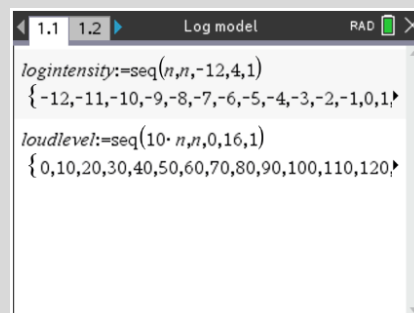 1.1 1.2 Log model RAD
logintensity:=seq(n,n,-12,4,1)
{-12,-11,-10,-9,-8,-7,-6,-5,-4,-3,-2,-1,0,1,
loudlevel:=seq(10· n,n,0,16,1)
{0,10,20,30,40,50,60,70,80,90,100,110,120,